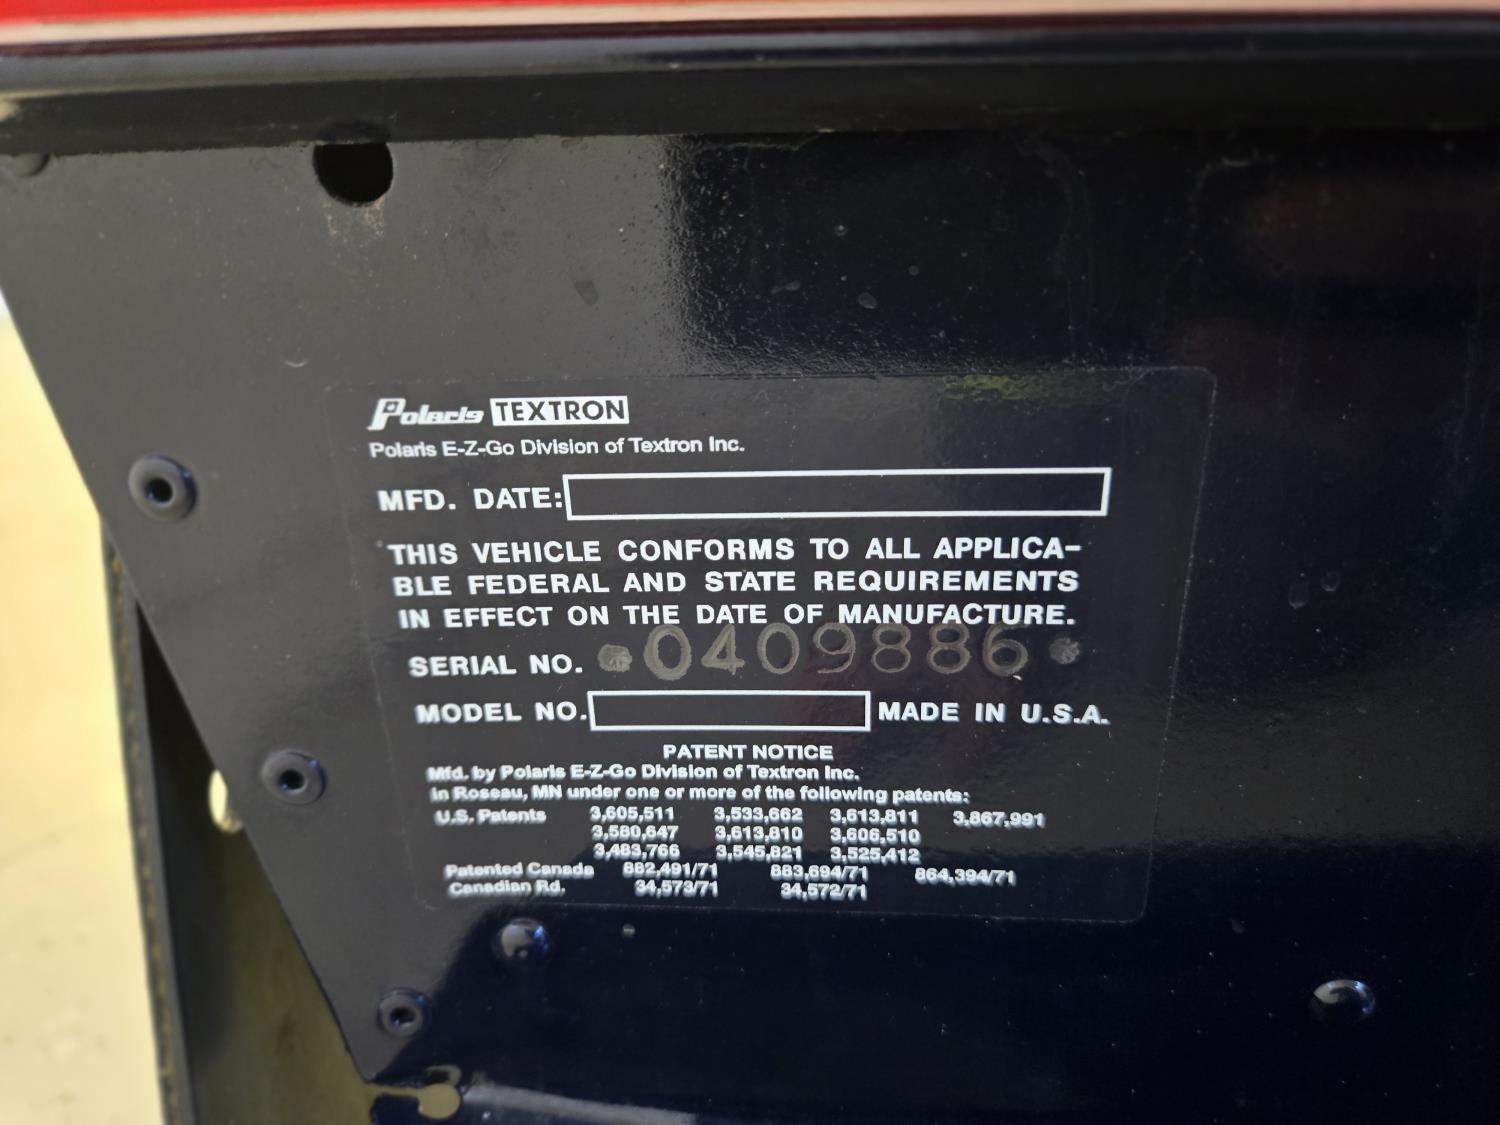 Polaris TEXTRON
Polaris E-Z-Go Division of Textron Inc.
MFD. DATE:
THIS VEHICLE CONFORMS TO ALL APPLICA-
BLE FEDERAL AND STATE REQUIREMENTS
IN EFFECT ON THE DATE OF MANUFACTURE.
SERIAL NO. 0409886
MODEL NO. MADE IN U.S.A.
PATENT NOTICE
Mfd. by Polaris E-Z-Go Division of Textron Inc.
in Roseau, MN under one or more of the following patents:
U.S. Patents 3,605,511 3,533,662 3,613,811 3,867,991
3,580,647 3,613,810 3,606,510
3,483,766 3,545,821 3,525,412
Patented Canada 882,491/71 883,694/71 864,394/71
Canadian Rd. 34,573/71 34,572/71